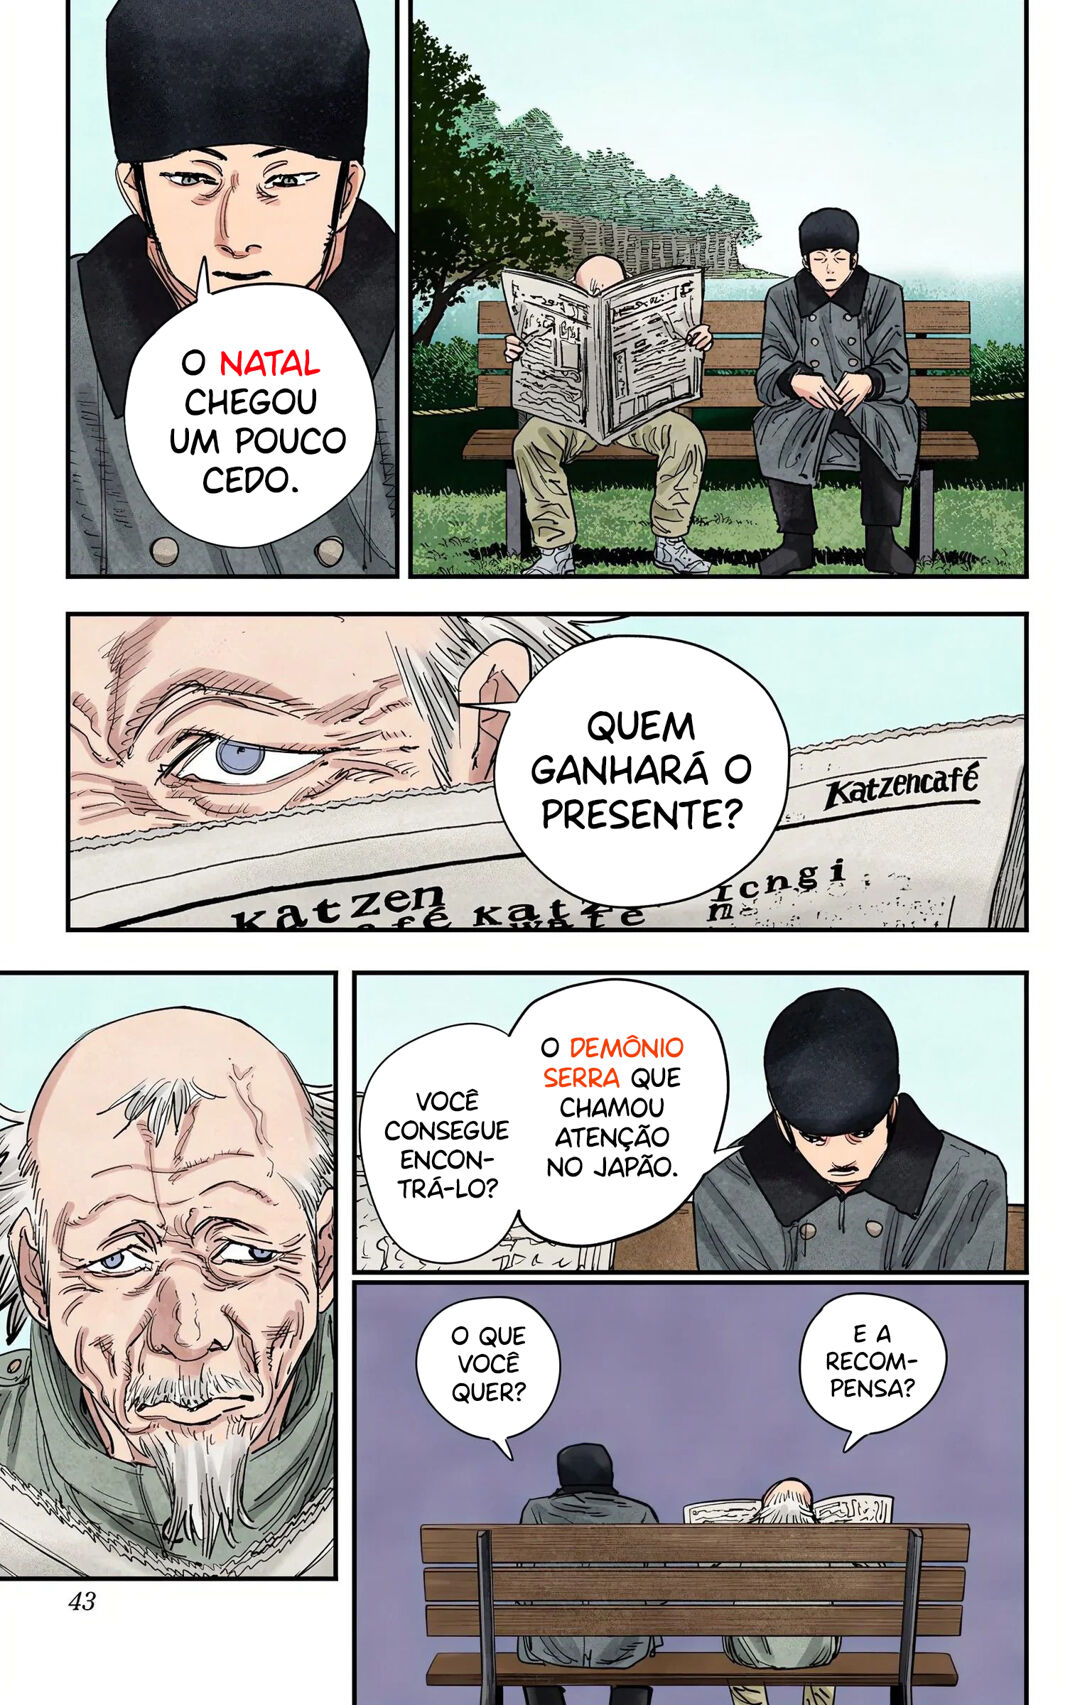 O NATAL
CHEGOU
UM POUCO
CEDO.
QUEM
GANHARÁ O
PRESENTE?
Katzencafé
Katzen
O DEMÔNIO
SERRA QUE
CHAMOU
ATENÇÃO
NO JAPÃO.
VOCÊ
CONSEGUE
ENCON-
TRÁ-LO?
E A
RECOM-
PENSA?
O QUE
VOCÊ
QUER?
43